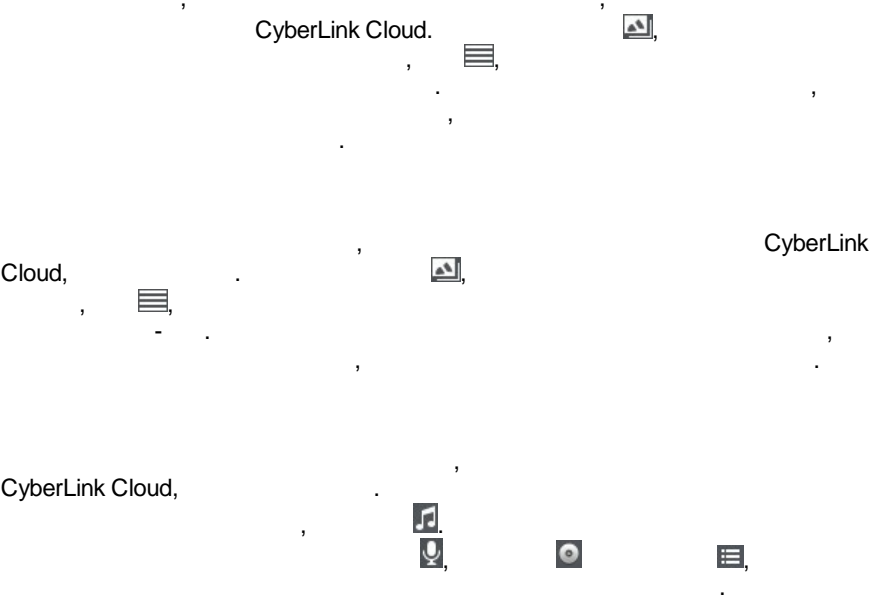 , ,
CyberLink Cloud. ,
, ,
. ,
,
.
, CyberLink
Cloud, . ,
, ,
- . ,
, .
,
CyberLink Cloud, .
, .
, ,
.